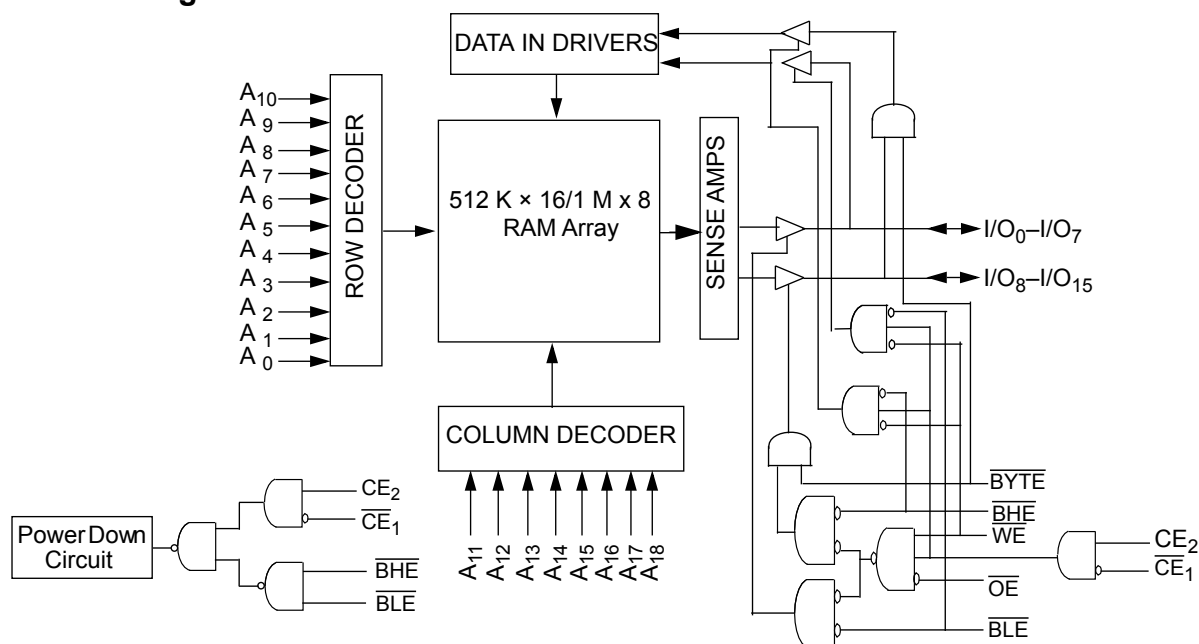 DATA IN DRIVERS
A10
A9
A8
A7
A6
A5
A4
A3
A2
A1
A0
ROW DECODER
512 K × 16/1 M x 8
RAM Array
SENSE AMPS
I/O0–I/O7
I/O8–I/O15
COLUMN DECODER
A11
A12
A13
A14
A15
A16
A17
A18
Power Down
Circuit
CE2
CE1
BHE
BLE
BYTE
BHE
WE
OE
BLE
CE2
CE1